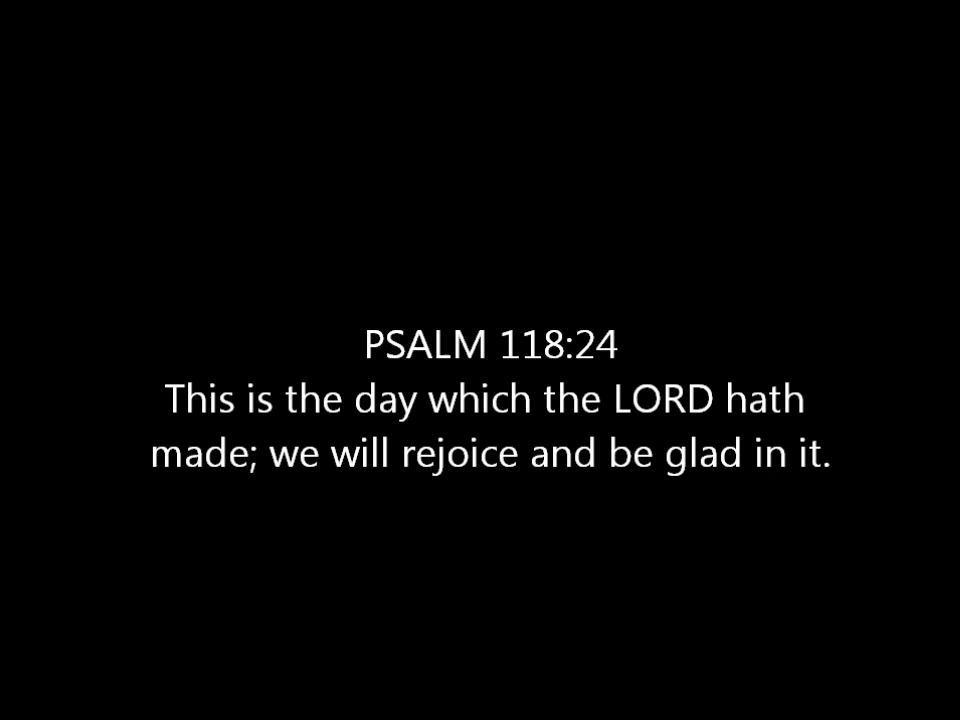 PSALM 118:24
This is the day which the LORD hath
made; we will rejoice and be glad in it.